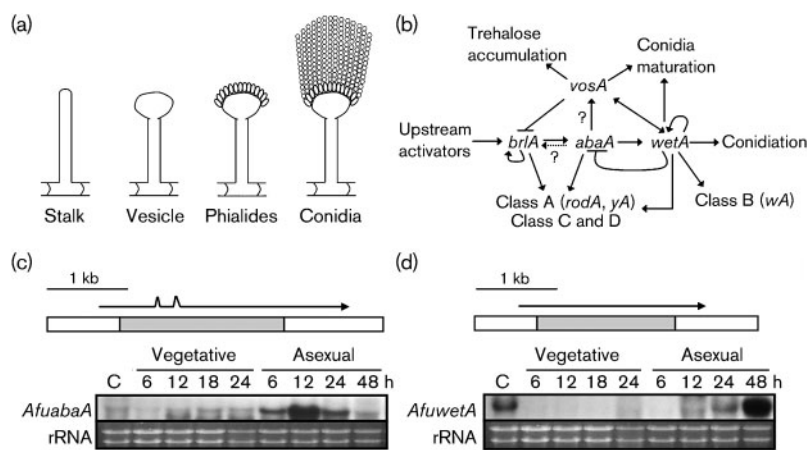 (a)
Stalk Vesicle Phialides Conidia
(b)
Trehalose
accumulation
Conidia
maturation
vosA
?
Upstream
activators
brlA
?
abaA
wetA
Conidiation
Class A (rodA, yA)
Class C and D
Class B (wA)
(c)
1 kb
Vegetative Asexual
C 6 12 18 24 6 12 24 48 h
AfuabaA
rRNA
(d)
1 kb
Vegetative Asexual
C 6 12 18 24 6 12 24 48 h
AfuwetA
rRNA